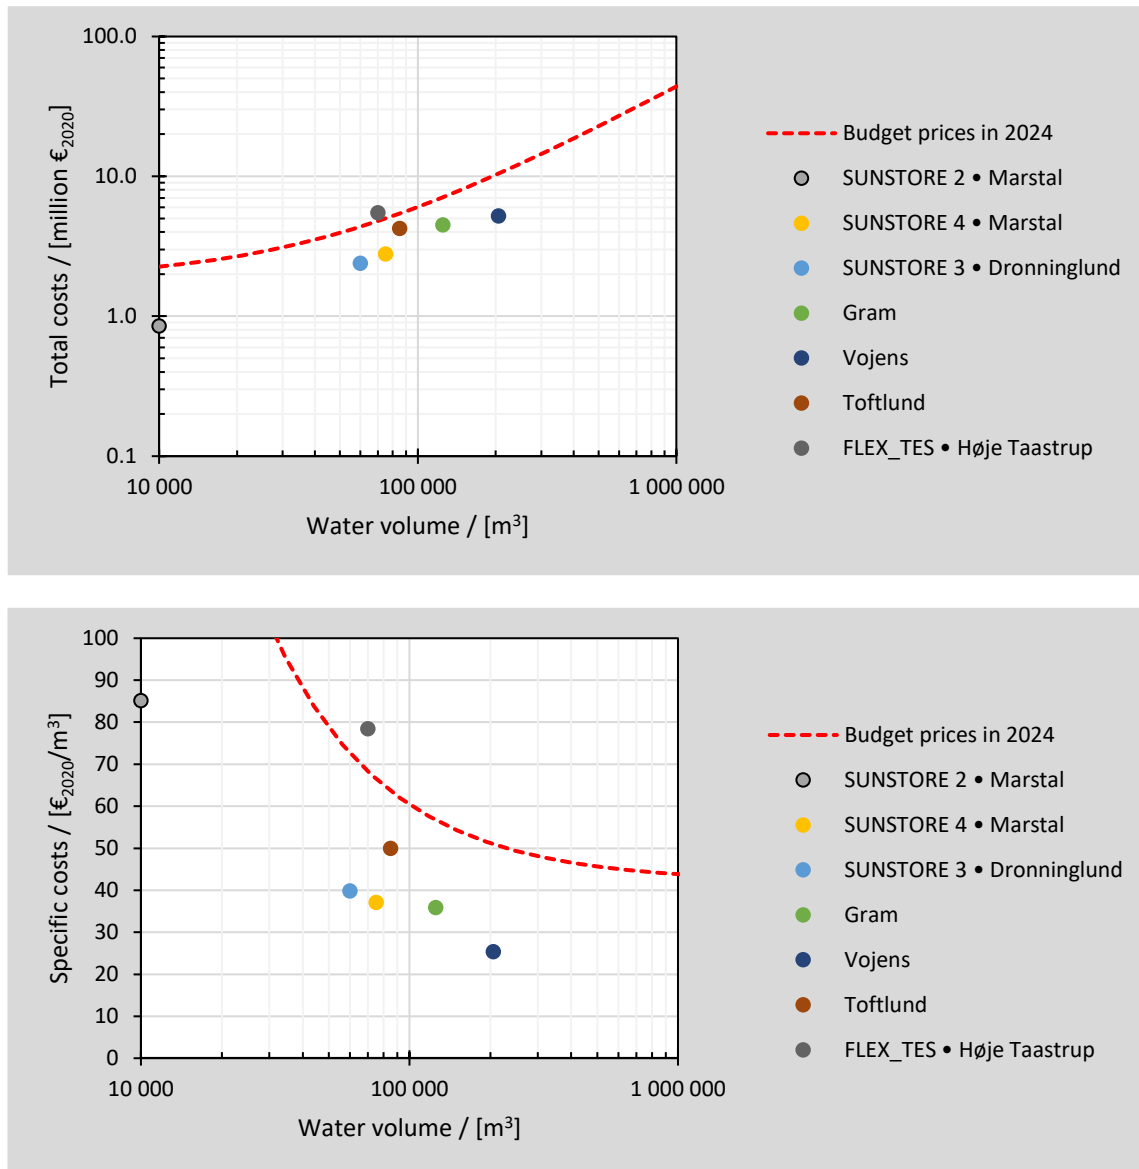 100.0
10.0
1.0
0.1
Total costs / [million €2020]
10 000
100 000
1 000 000
Water volume / [m³]
Budget prices in 2024
SUNSTORE 2 • Marstal
SUNSTORE 4 • Marstal
SUNSTORE 3 • Dronninglund
Gram
Vojens
Toftlund
FLEX_TES • Høje Taastrup
100
90
80
70
60
50
40
30
20
10
0
Specific costs / [€2020/m³]
10 000
100 000
1 000 000
Water volume / [m³]
Budget prices in 2024
SUNSTORE 2 • Marstal
SUNSTORE 4 • Marstal
SUNSTORE 3 • Dronninglund
Gram
Vojens
Toftlund
FLEX_TES • Høje Taastrup